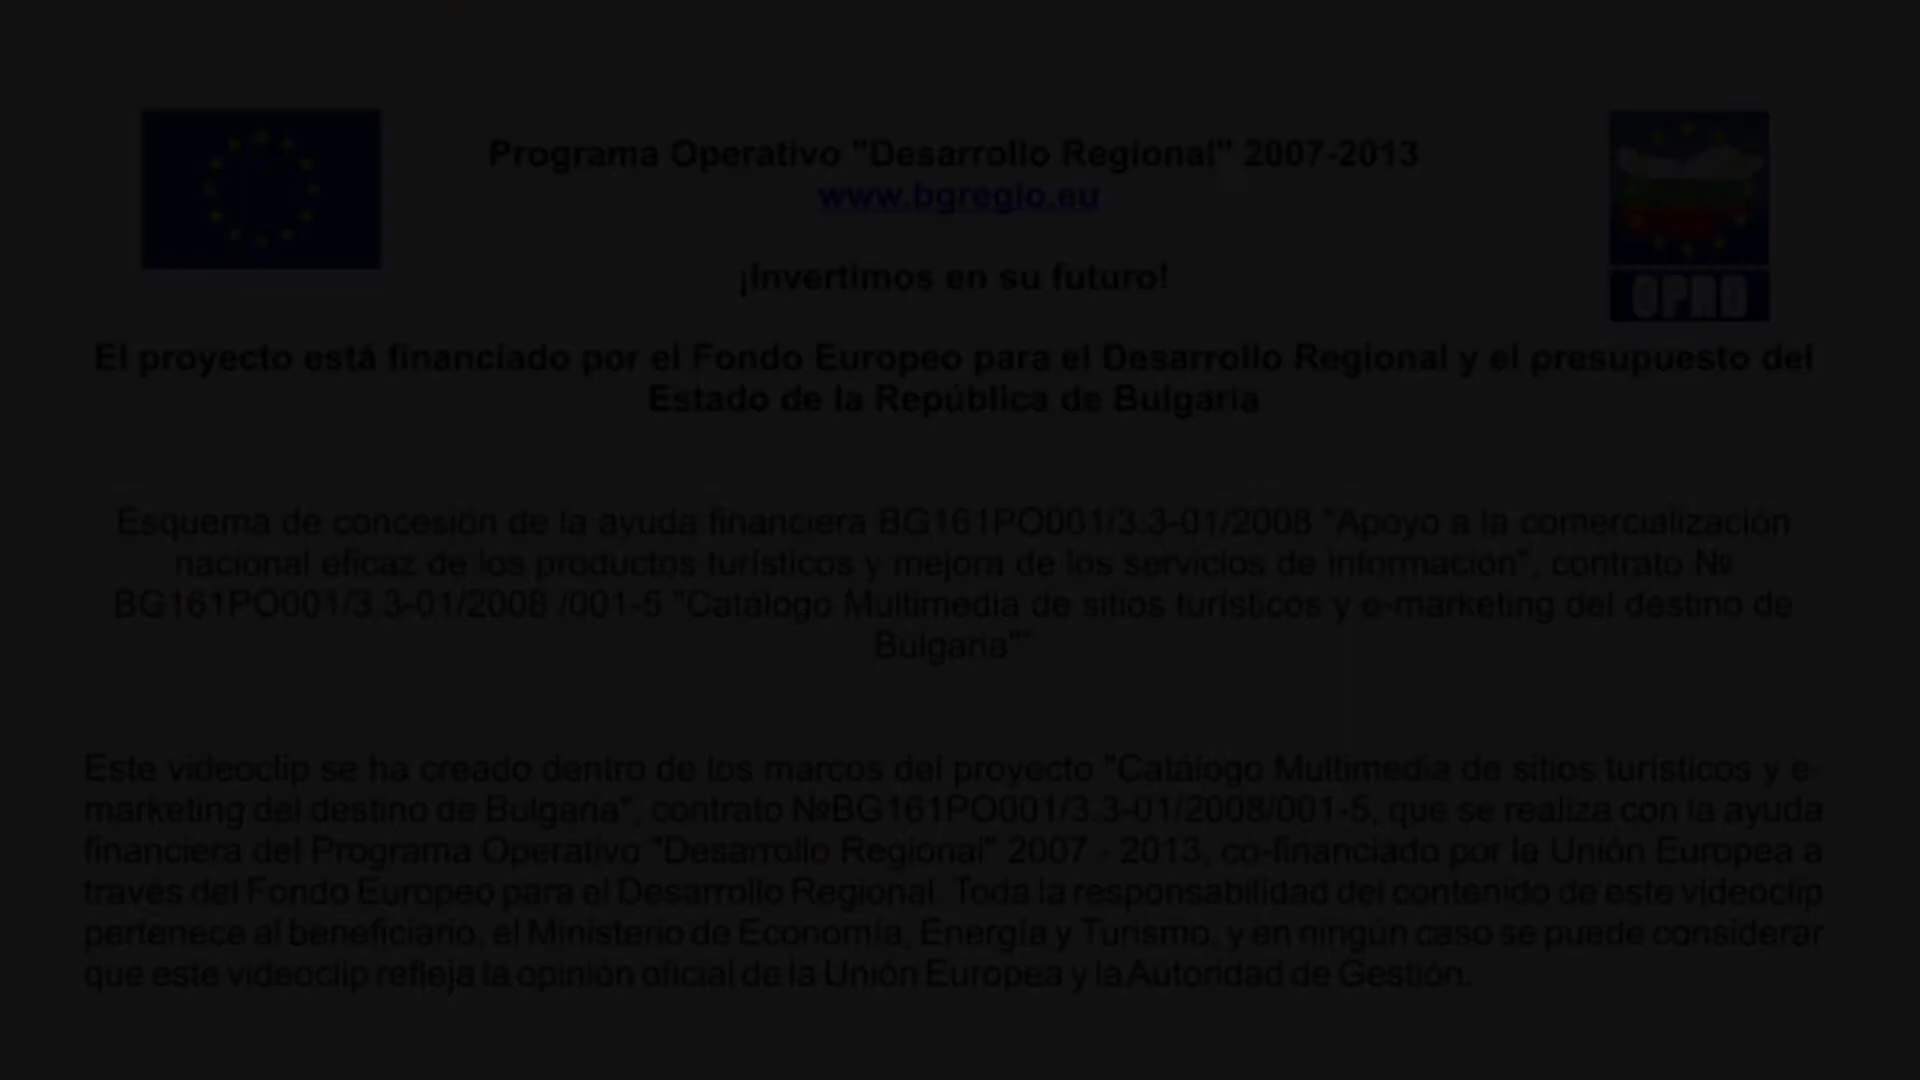 Programa Operativo "Desarrollo Regional" 2007-2013
www.bgregio.eu
¡Invertimos en su futuro!
OPRD
El proyecto está financiado por el Fondo Europeo para el Desarrollo Regional y el presupuesto del
Estado de la República de Bulgaria
Esquema de concesión de la ayuda financiera BG161PO001/3.3-01/2008 "Apoyo a la comercialización
nacional eficaz de los productos turísticos y mejora de los servicios de información", contrato №
BG161PO001/3.3-01/2008 /001-5 "Catálogo Multimedia de sitios turísticos y e-marketing del destino de
Bulgaria""
Este videoclip se ha creado dentro de los marcos del proyecto "Catálogo Multimedia de sitios turísticos y e-
marketing del destino de Bulgaria", contrato №BG161PO001/3.3-01/2008/001-5, que se realiza con la ayuda
financiera del Programa Operativo "Desarrollo Regional" 2007 - 2013, co-financiado por la Unión Europea a
través del Fondo Europeo para el Desarrollo Regional. Toda la responsabilidad del contenido de este videoclip
pertenece al beneficiario, el Ministerio de Economía, Energía y Turismo, y en ningún caso se puede considerar
que este videoclip refleja la opinión oficial de la Unión Europea y la Autoridad de Gestión.